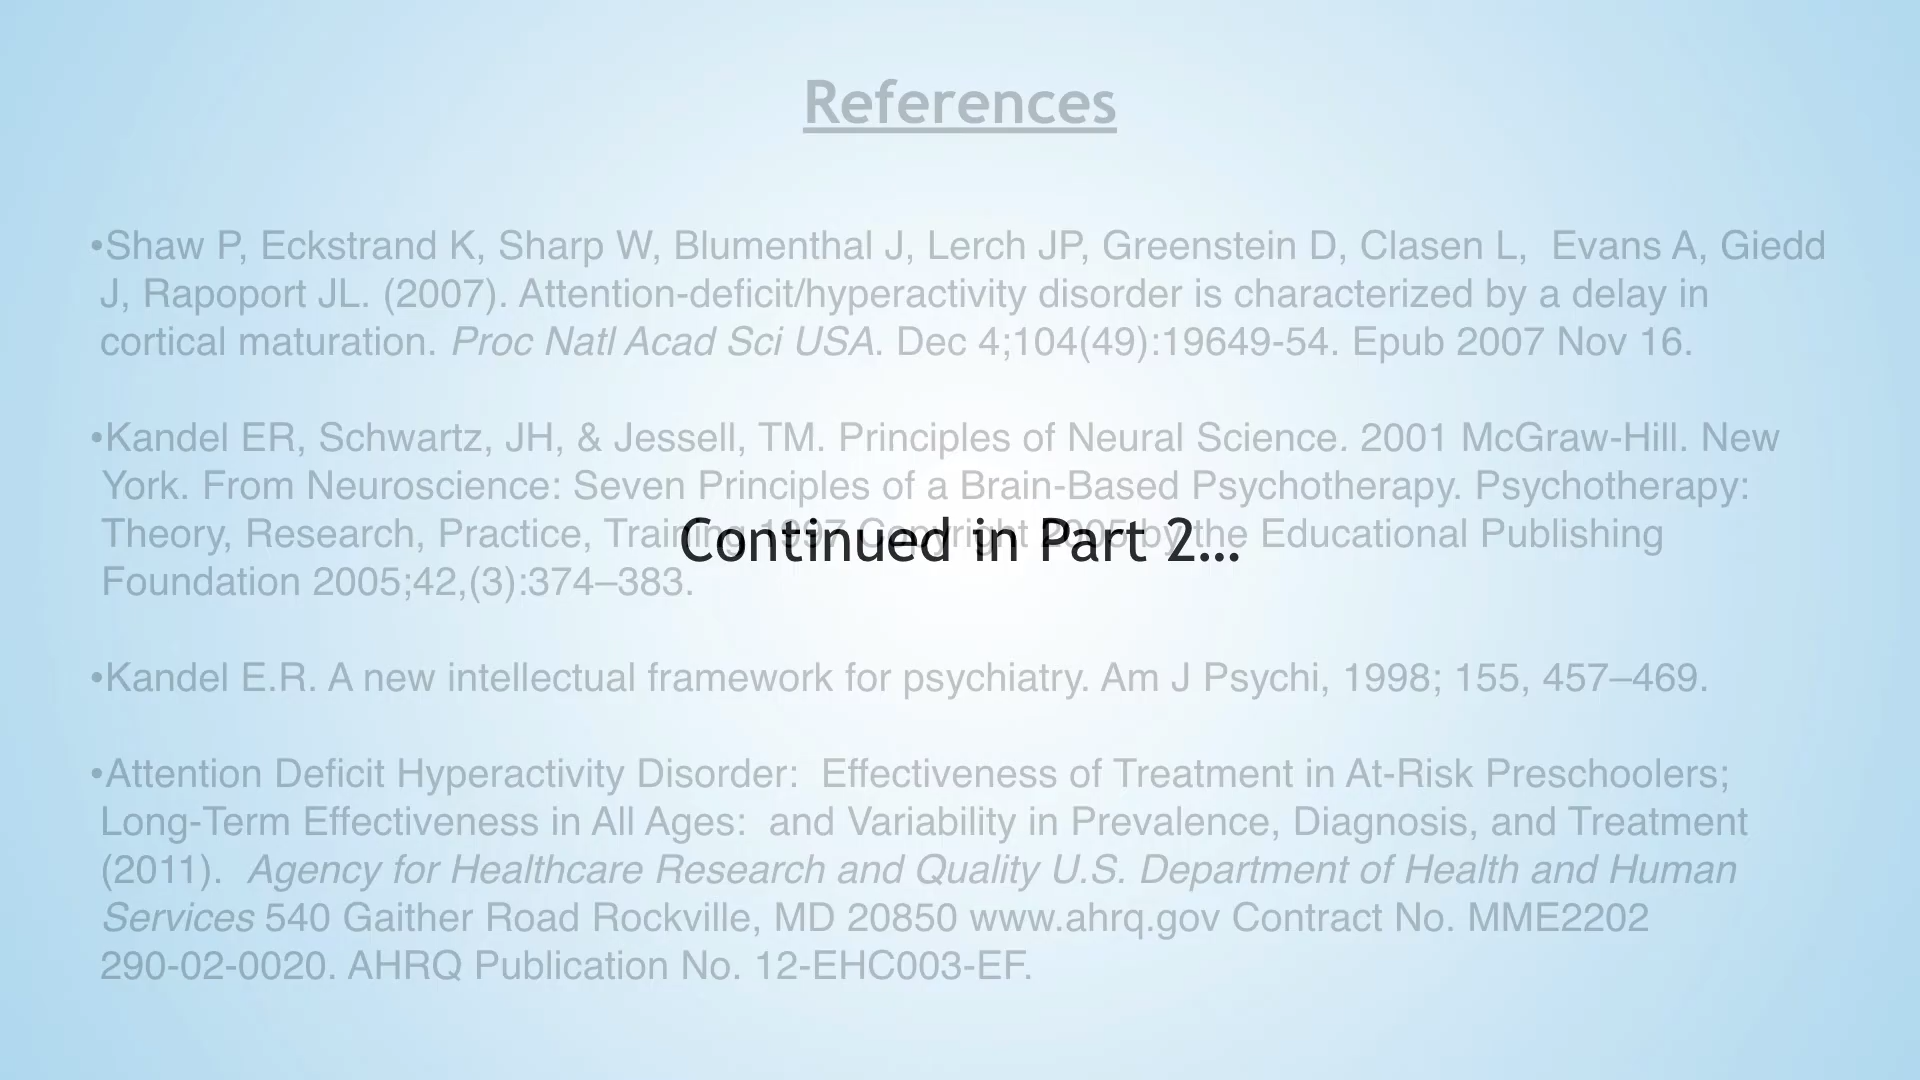 References
•Shaw P, Eckstrand K, Sharp W, Blumenthal J, Lerch JP, Greenstein D, Clasen L, Evans A, Giedd
J, Rapoport JL. (2007). Attention-deficit/hyperactivity disorder is characterized by a delay in
cortical maturation. Proc Natl Acad Sci USA. Dec 4;104(49):19649-54. Epub 2007 Nov 16.
•Kandel ER, Schwartz, JH, & Jessell, TM. Principles of Neural Science. 2001 McGraw-Hill. New
York. From Neuroscience: Seven Principles of a Brain-Based Psychotherapy. Psychotherapy:
Theory, Research, Practice, Training 1997 Copyright 2005 by the Educational Publishing
Continued in Part 2...
Foundation 2005;42,(3):374–383.
•Kandel E.R. A new intellectual framework for psychiatry. Am J Psychi, 1998; 155, 457–469.
•Attention Deficit Hyperactivity Disorder: Effectiveness of Treatment in At-Risk Preschoolers;
Long-Term Effectiveness in All Ages: and Variability in Prevalence, Diagnosis, and Treatment
(2011). Agency for Healthcare Research and Quality U.S. Department of Health and Human
Services 540 Gaither Road Rockville, MD 20850 www.ahrq.gov Contract No. MME2202
290-02-0020. AHRQ Publication No. 12-EHC003-EF.